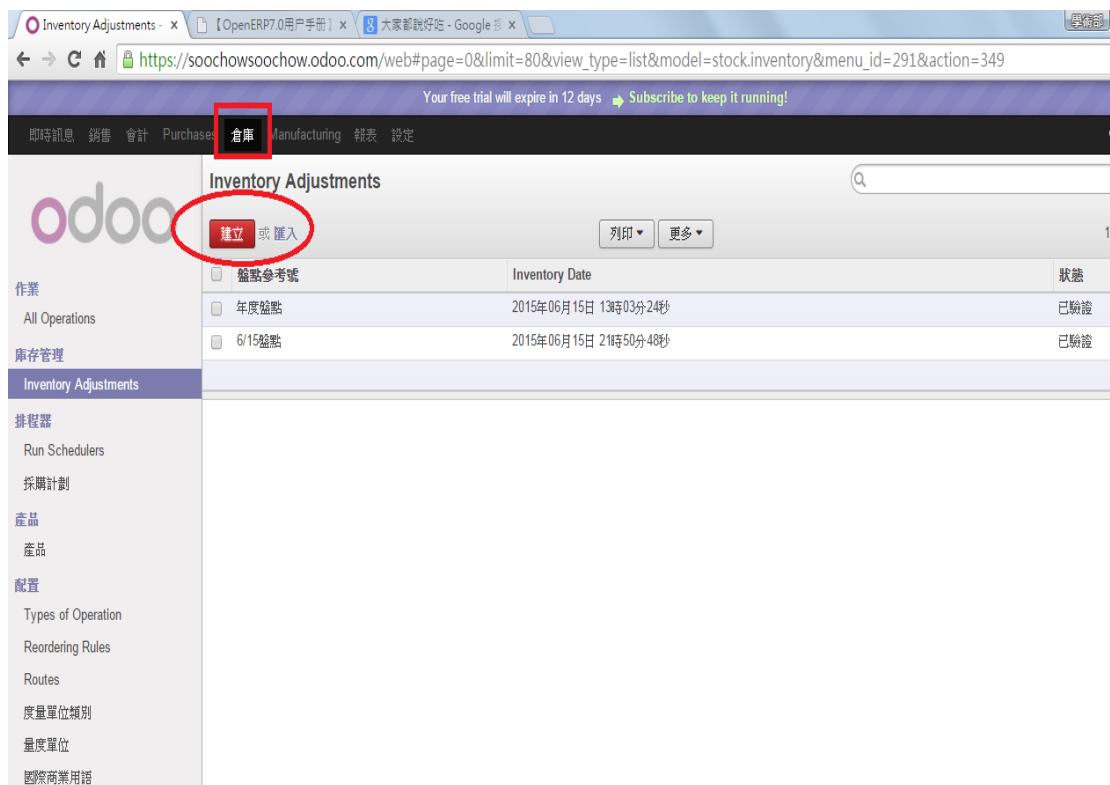 Inventory Adjustments - x 【OpenERP7.0用户手册】 x 8 大家都說好吃 - Google 搜 x 學術部
https://soochowsoochow.odoo.com/web#page=0&limit=80&view_type=list&model=stock.inventory&menu_id=291&action=349
Your free trial will expire in 12 days Subscribe to keep it running!
即時訊息 銷售 會計 Purchases 倉庫 Manufacturing 報表 設定
odoo
Inventory Adjustments
建立 或 匯入 列印 更多 1
盤點參考號 Inventory Date 狀態
年度盤點 2015年06月15日 13時03分24秒 已驗證
6/15盤點 2015年06月15日 21時50分48秒 已驗證
作業
All Operations
庫存管理
Inventory Adjustments
排程器
Run Schedulers
採購計劃
產品
產品
配置
Types of Operation
Reordering Rules
Routes
度量單位類別
量度單位
國際商業用語